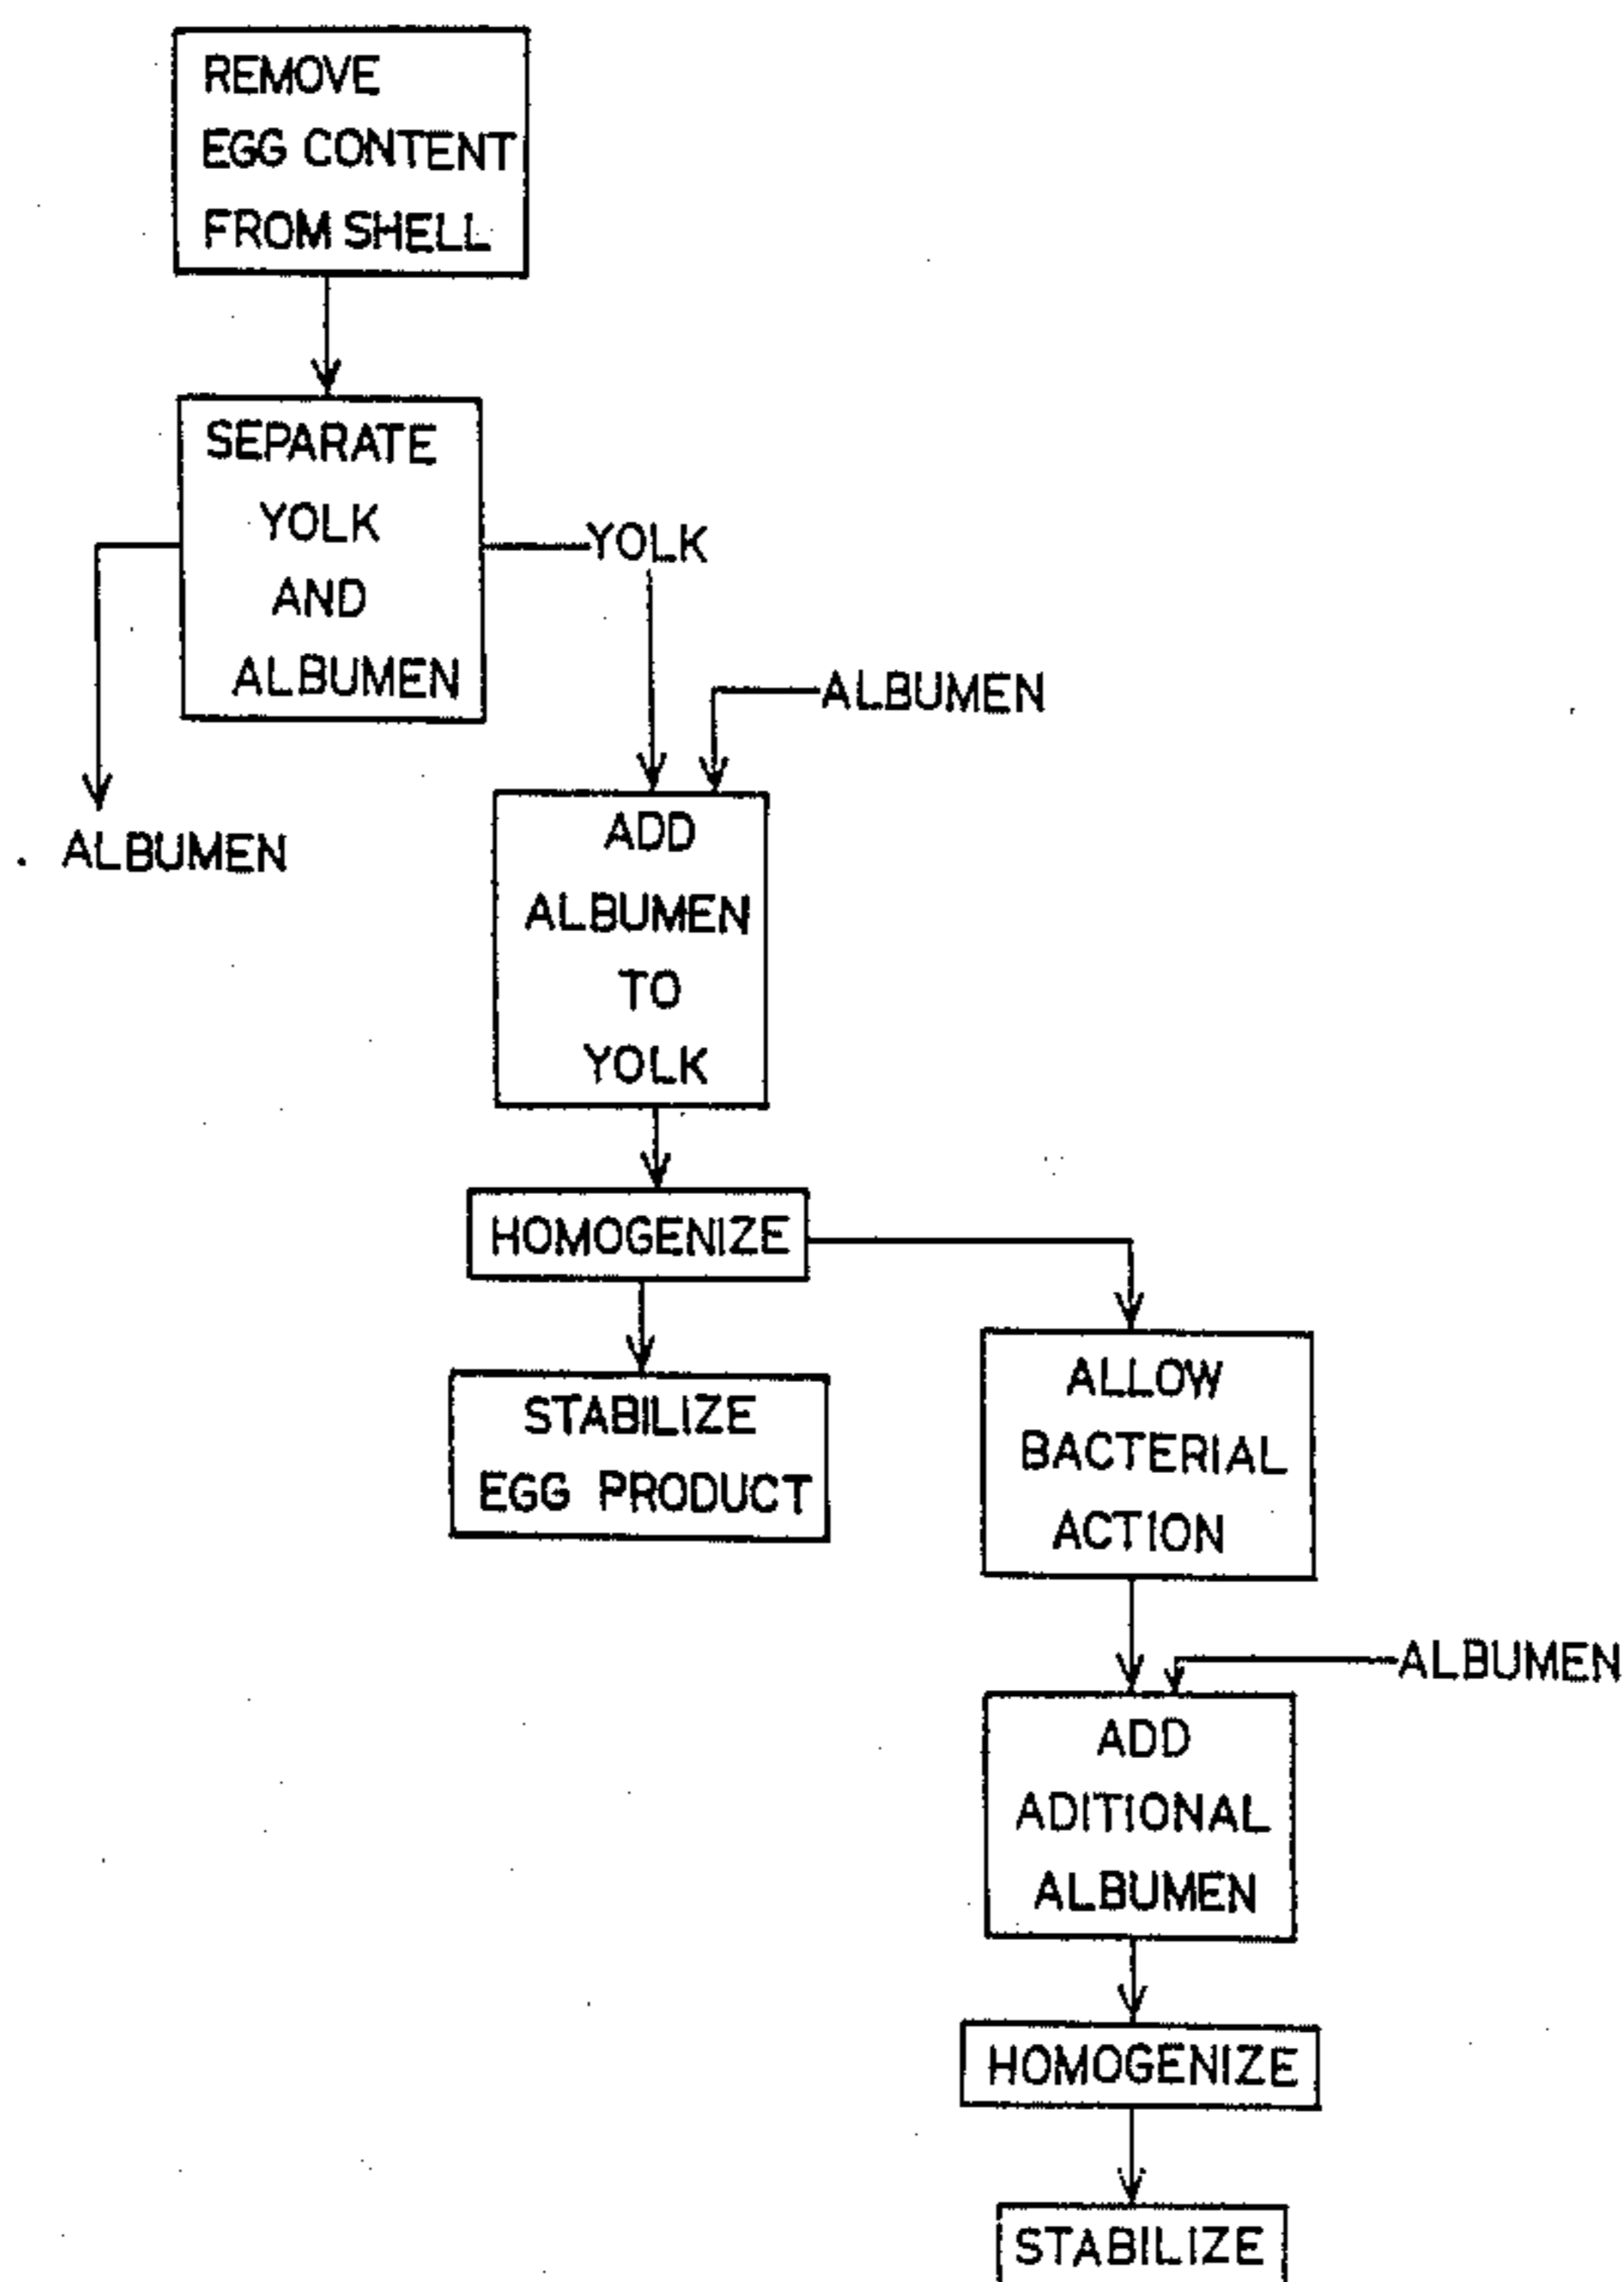 REMOVE
EGG CONTENT
FROM SHELL
SEPARATE
YOLK
AND
ALBUMEN
YOLK
ALBUMEN
ALBUMEN
ADD
ALBUMEN
TO
YOLK
HOMOGENIZE
STABILIZE
EGG PRODUCT
ALLOW
BACTERIAL
ACTION
ALBUMEN
ADD
ADITIONAL
ALBUMEN
HOMOGENIZE
STABILIZE